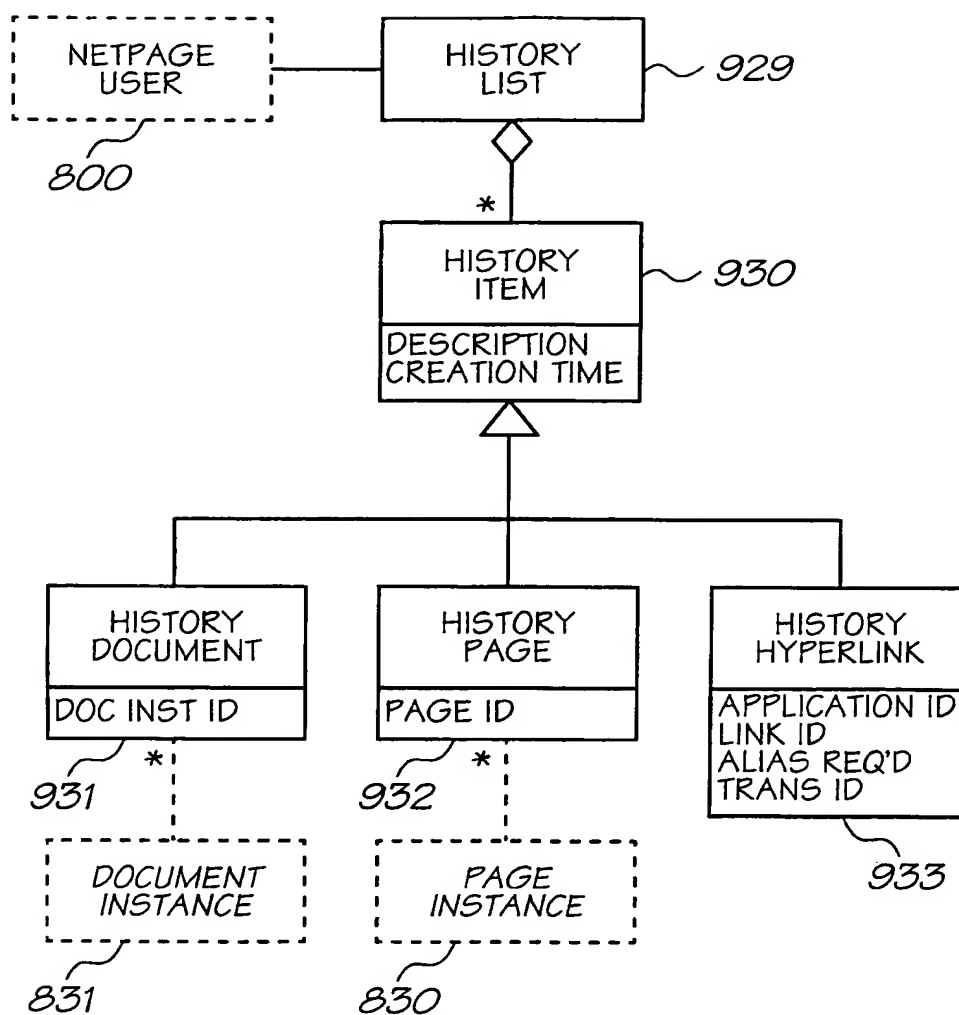 NETPAGE
USER
800
HISTORY
LIST
929
*
HISTORY
ITEM
930
DESCRIPTION
CREATION TIME
HISTORY
DOCUMENT
DOC INST ID
931
*
HISTORY
PAGE
PAGE ID
932
*
HISTORY
HYPERLINK
APPLICATION ID
LINK ID
ALIAS REQ'D
TRANS ID
933
DOCUMENT
INSTANCE
831
PAGE
INSTANCE
830